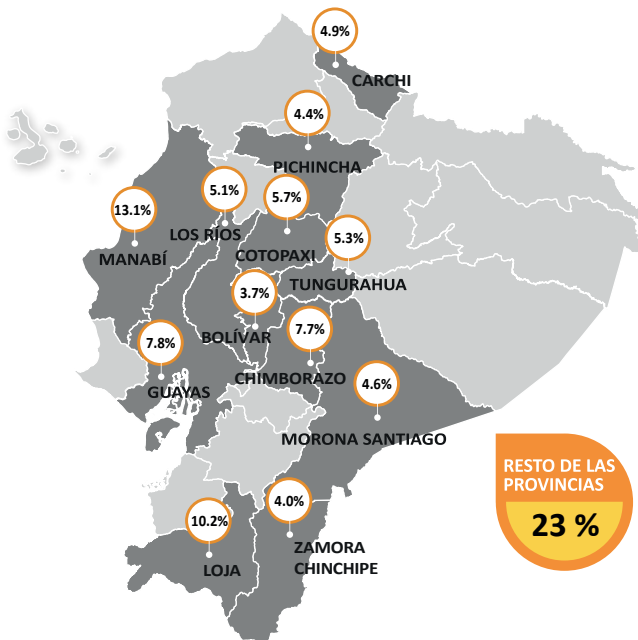 4.9%
CARCHI
4.4%
PICHINCHA
5.1%
LOS RÍOS
5.7%
COTOPAXI
13.1%
MANABÍ
5.3%
TUNGURAHUA
3.7%
BOLÍVAR
7.7%
CHIMBORAZO
7.8%
GUAYAS
4.6%
MORONA SANTIAGO
RESTO DE LAS
PROVINCIAS
23 %
10.2%
LOJA
4.0%
ZAMORA
CHINCHIPE